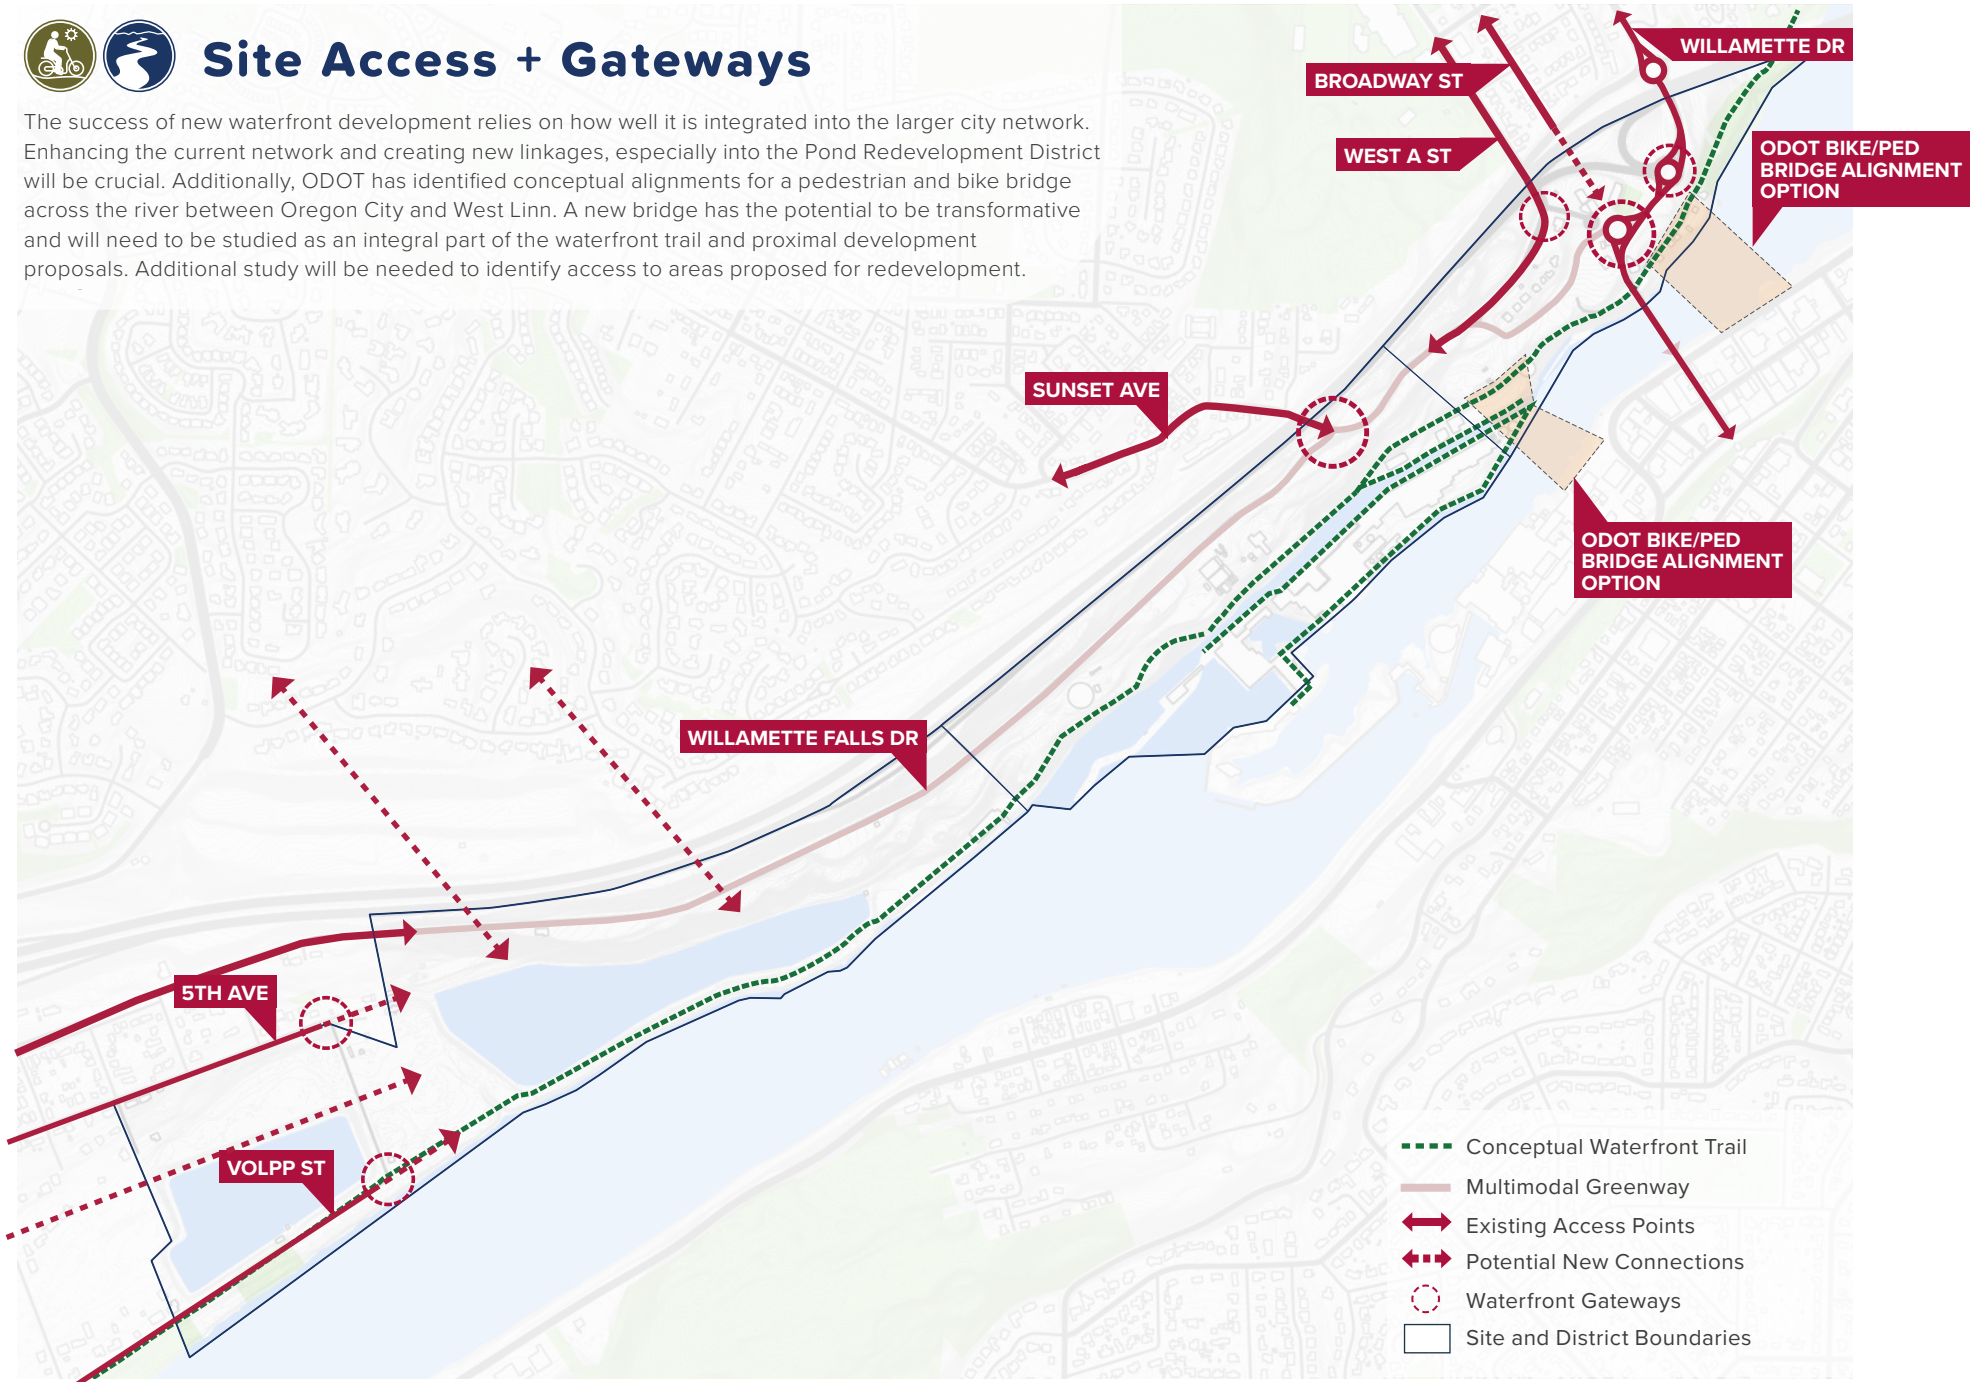 Site Access + Gateways
The success of new waterfront development relies on how well it is integrated into the larger city network.
Enhancing the current network and creating new linkages, especially into the Pond Redevelopment District
will be crucial. Additionally, ODOT has identified conceptual alignments for a pedestrian and bike bridge
across the river between Oregon City and West Linn. A new bridge has the potential to be transformative
and will need to be studied as an integral part of the waterfront trail and proximal development
proposals. Additional study will be needed to identify access to areas proposed for redevelopment.
WILLAMETTE DR
BROADWAY ST
WEST A ST
ODOT BIKE/PED
BRIDGE ALIGNMENT
OPTION
SUNSET AVE
ODOT BIKE/PED
BRIDGE ALIGNMENT
OPTION
WILLAMETTE FALLS DR
5TH AVE
VOLPP ST
Conceptual Waterfront Trail
Multimodal Greenway
Existing Access Points
Potential New Connections
Waterfront Gateways
Site and District Boundaries